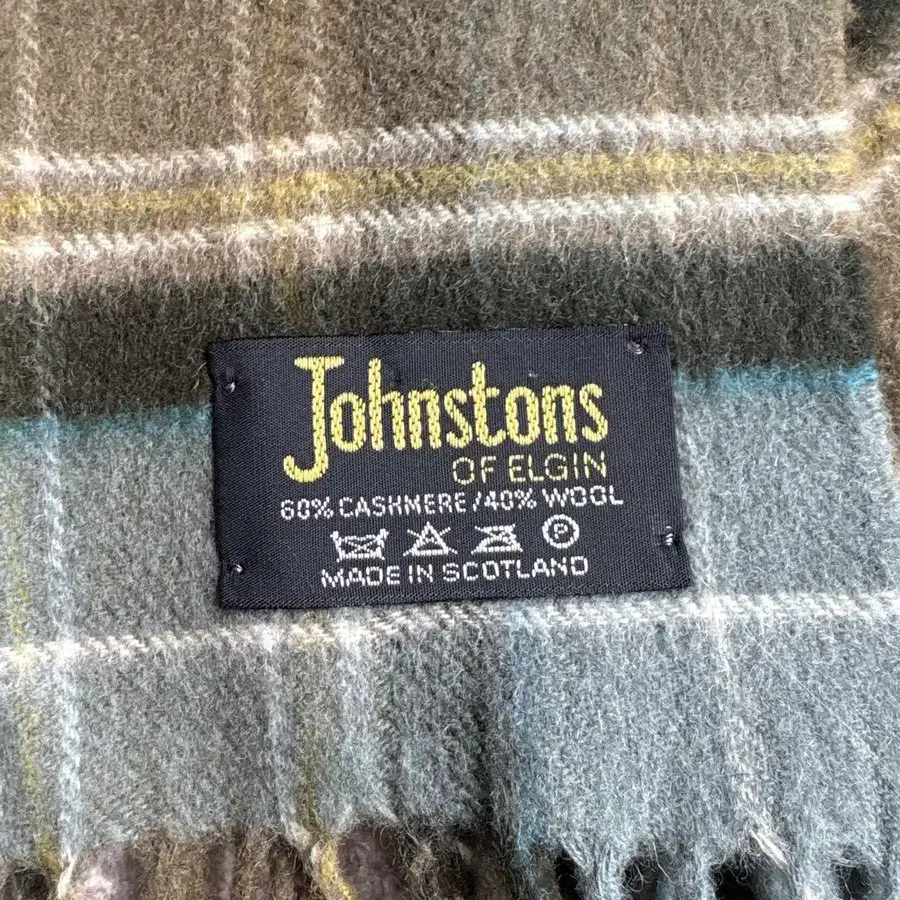 Johnstons
OF ELGIN
60% CASHMERE/40% WOOL
P
MADE IN SCOTLAND